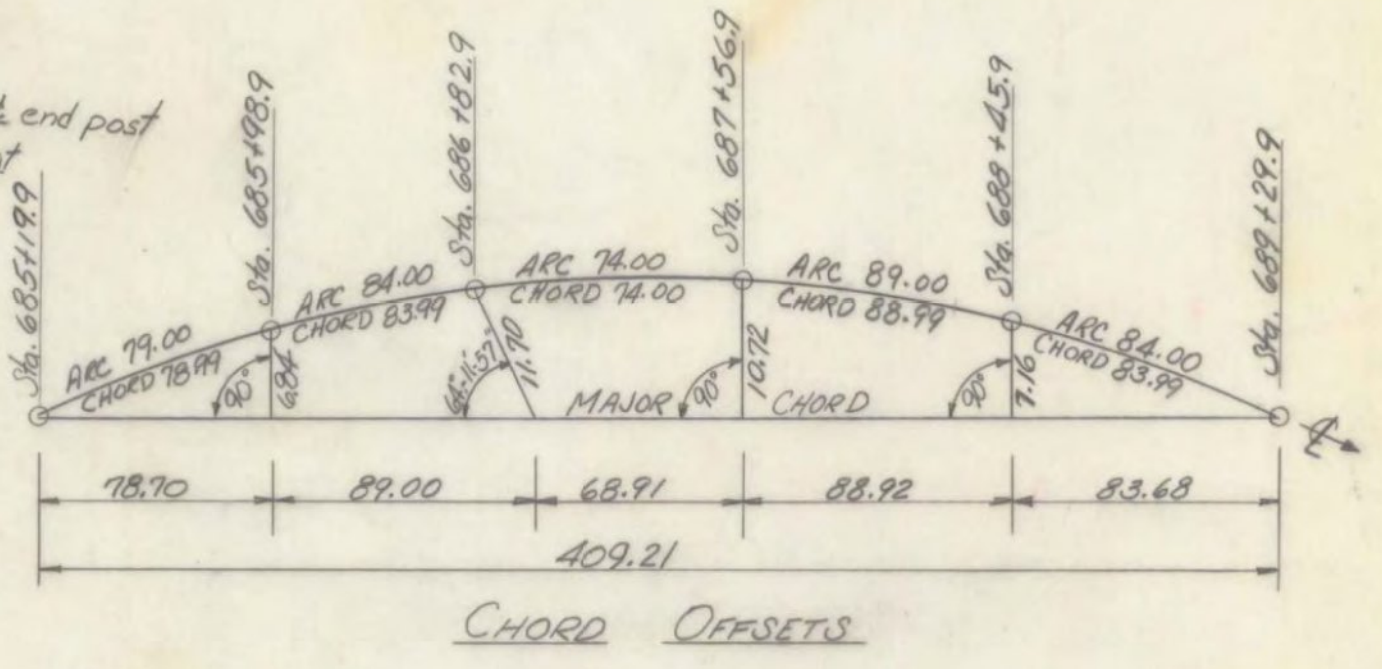 ℄ end post
Sta. 685+19.9
Sta. 685+98.9
Sta. 686+82.9
Sta. 687+56.9
Sta. 688+45.9
Sta. 689+29.9
ARC 79.00
CHORD 78.99
ARC 84.00
CHORD 83.99
ARC 74.00
CHORD 74.00
ARC 89.00
CHORD 88.99
ARC 84.00
CHORD 83.99
90°
6.84
64°-11'-57"
11.70
MAJOR CHORD
90°
10.72
90°
7.16
78.70
89.00
68.91
88.92
83.68
409.21
CHORD OFFSETS